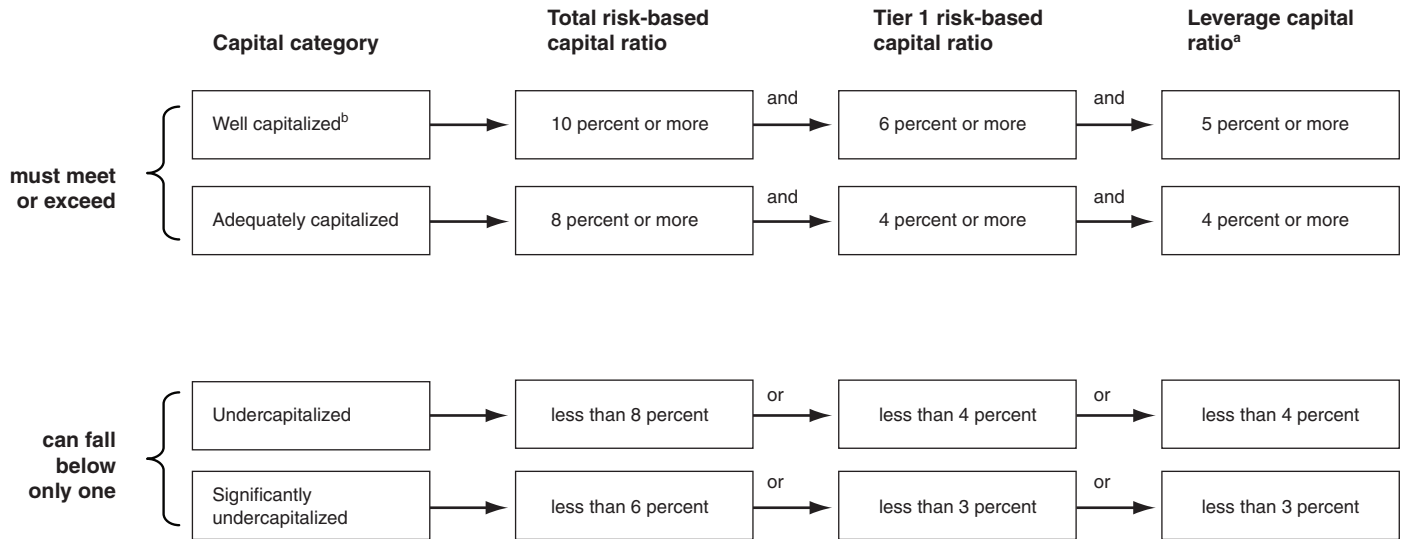 Capital category
Total risk-based
capital ratio
Tier 1 risk-based
capital ratio
Leverage capital
ratioᵃ
must meet
or exceed
Well capitalizedᵇ
10 percent or more
and
6 percent or more
and
5 percent or more
Adequately capitalized
8 percent or more
and
4 percent or more
and
4 percent or more
can fall
below
only one
Undercapitalized
less than 8 percent
or
less than 4 percent
or
less than 4 percent
Significantly
undercapitalized
less than 6 percent
or
less than 3 percent
or
less than 3 percent